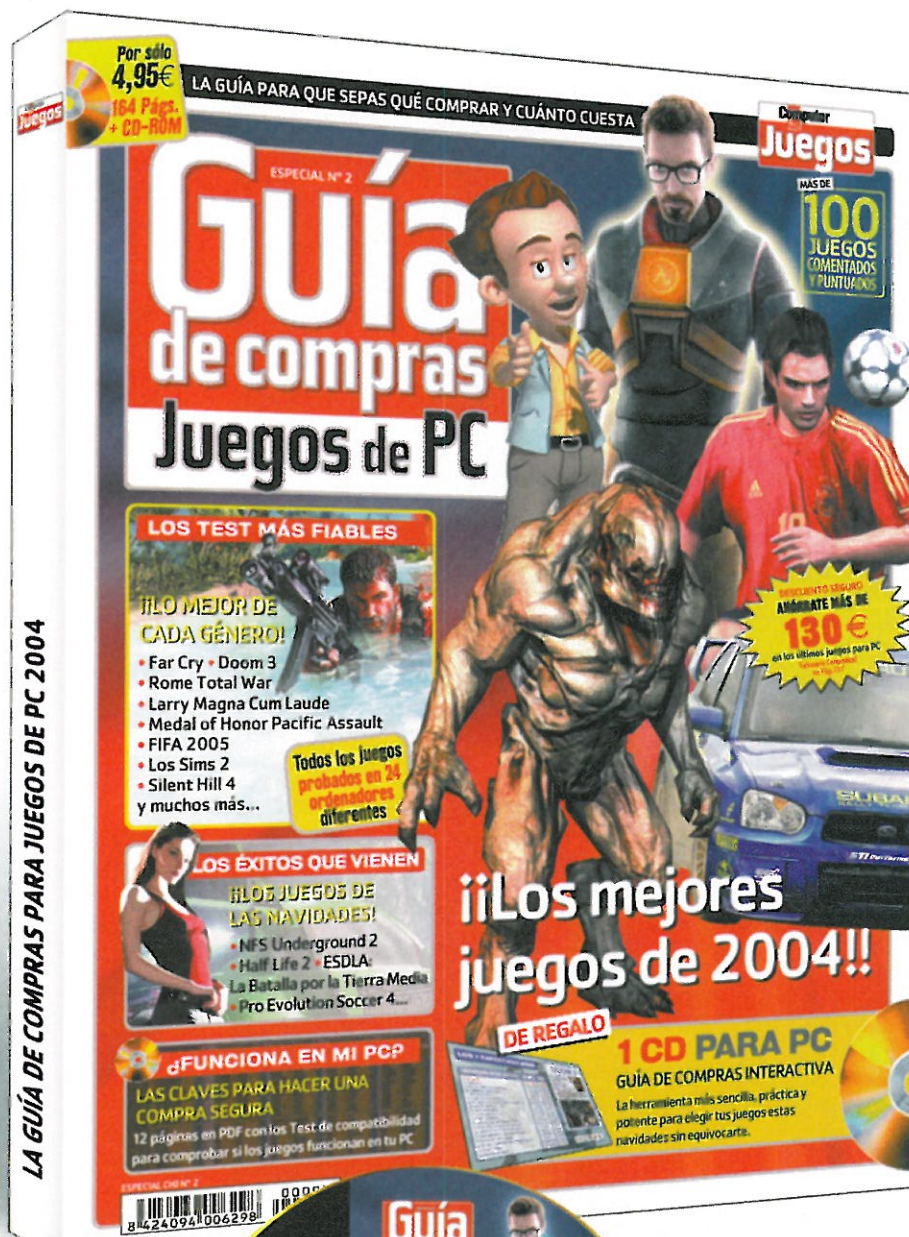 Por sólo
4,95€
164 Págs.
+ CD-ROM
LA GUÍA PARA QUE SEPAS QUÉ COMPRAR Y CUÁNTO CUESTA
Computer
Juegos
Juegos
MÁS DE
100
JUEGOS
COMENTADOS
Y PUNTUADOS
ESPECIAL Nº 2
Guía
de compras
Juegos de PC
LOS TEST MÁS FIABLES
¡¡LO MEJOR DE
CADA GÉNERO!
• Far Cry • Doom 3
• Rome Total War
• Larry Magna Cum Laude
• Medal of Honor Pacific Assault
• FIFA 2005
• Los Sims 2
• Silent Hill 4
y muchos más...
Todos los juegos
probados en 24
ordenadores
diferentes
10
DESCUENTO SEGURO
AHÓRRATE MÁS DE
130 €
en los últimos juegos para PC
SUBARU
STI
LOS ÉXITOS QUE VIENEN
¡¡LOS JUEGOS DE
LAS NAVIDADES!
• NFS Underground 2
• Half Life 2 • ESDLA:
La Batalla por la Tierra Media
• Pro Evolution Soccer 4...
¡¡Los mejores
juegos de 2004!!
¿FUNCIONA EN MI PC?
LAS CLAVES PARA HACER UNA
COMPRA SEGURA
12 páginas en PDF con los Test de compatibilidad
para comprobar si los juegos funcionan en tu PC
DE REGALO
1 CD PARA PC
GUÍA DE COMPRAS INTERACTIVA
La herramienta más sencilla, práctica y
potente para elegir tus juegos estas
navidades sin equivocarte.
ESPECIAL CHJ Nº 2
8 424094 006298
LA GUÍA DE COMPRAS PARA JUEGOS DE PC 2004
Guía